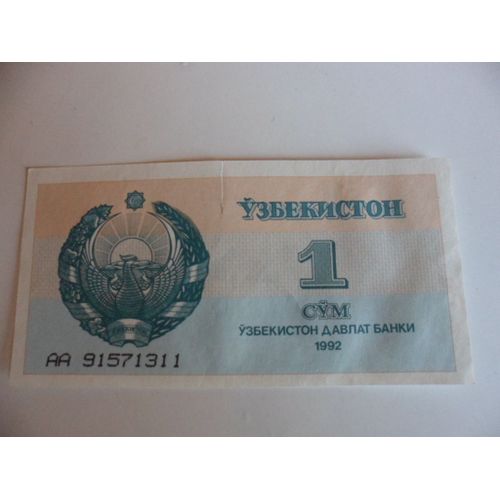 ЎЗБЕКИСТОН
1
СЎМ
ЎЗБЕКИСТОН ДАВЛАТ БАНКИ
1992
АА 91571311